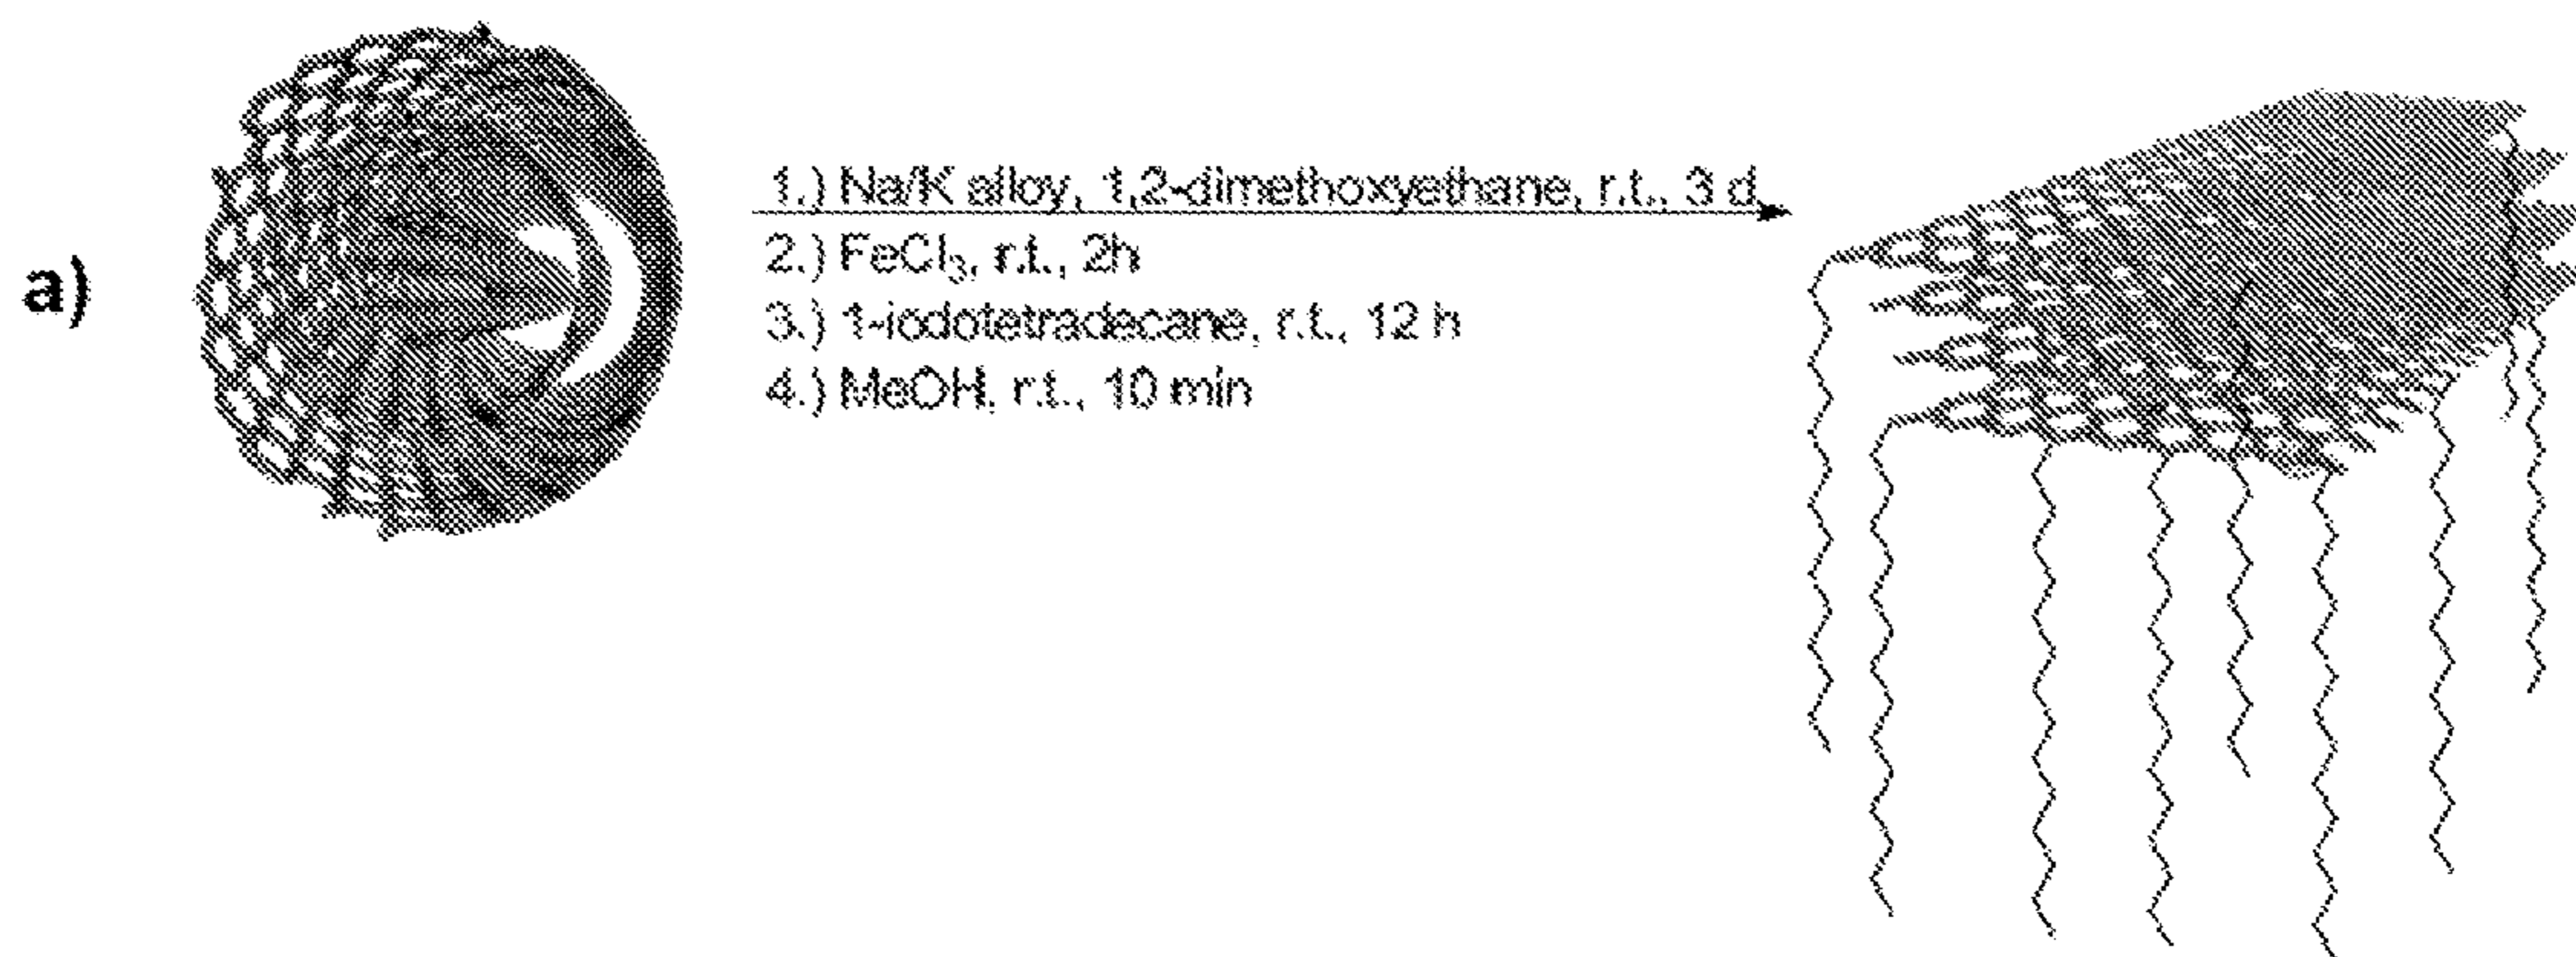 a)
1.) Na/K alloy, 1,2-dimethoxyethane, r.t., 3 d
2.) FeCl₃, r.t., 2h
3.) 1-iodotetradecane, r.t., 12 h
4.) MeOH, r.t., 10 min